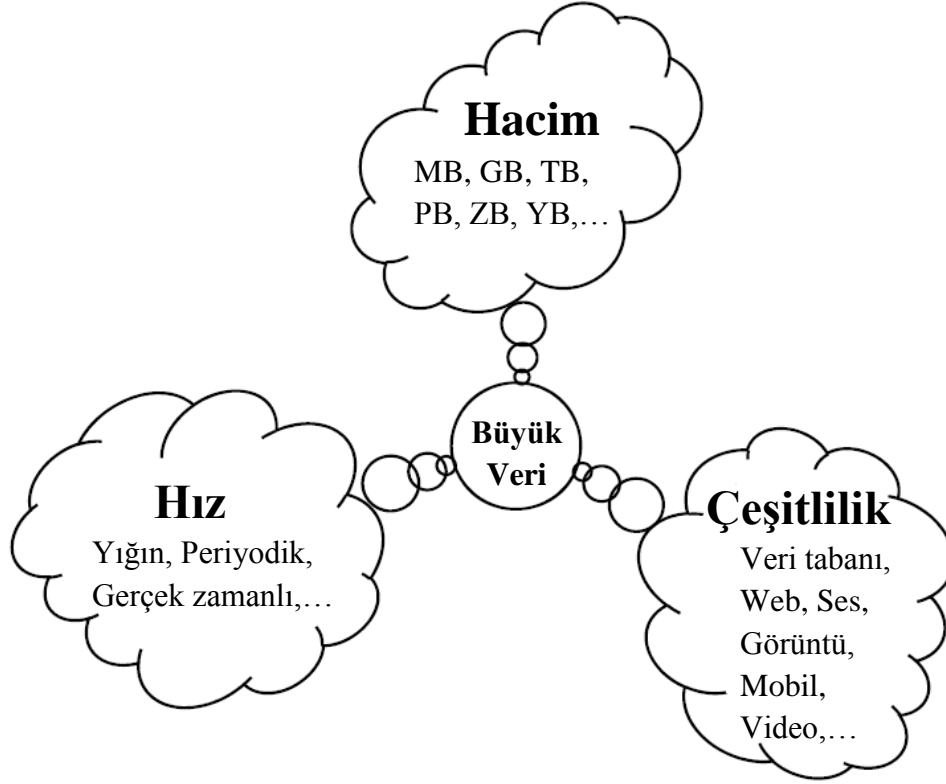 Hacim
MB, GB, TB,
PB, ZB, YB,…
Büyük
Veri
Hız
Yığın, Periyodik,
Gerçek zamanlı,…
Çeşitlilik
Veri tabanı,
Web, Ses,
Görüntü,
Mobil,
Video,…